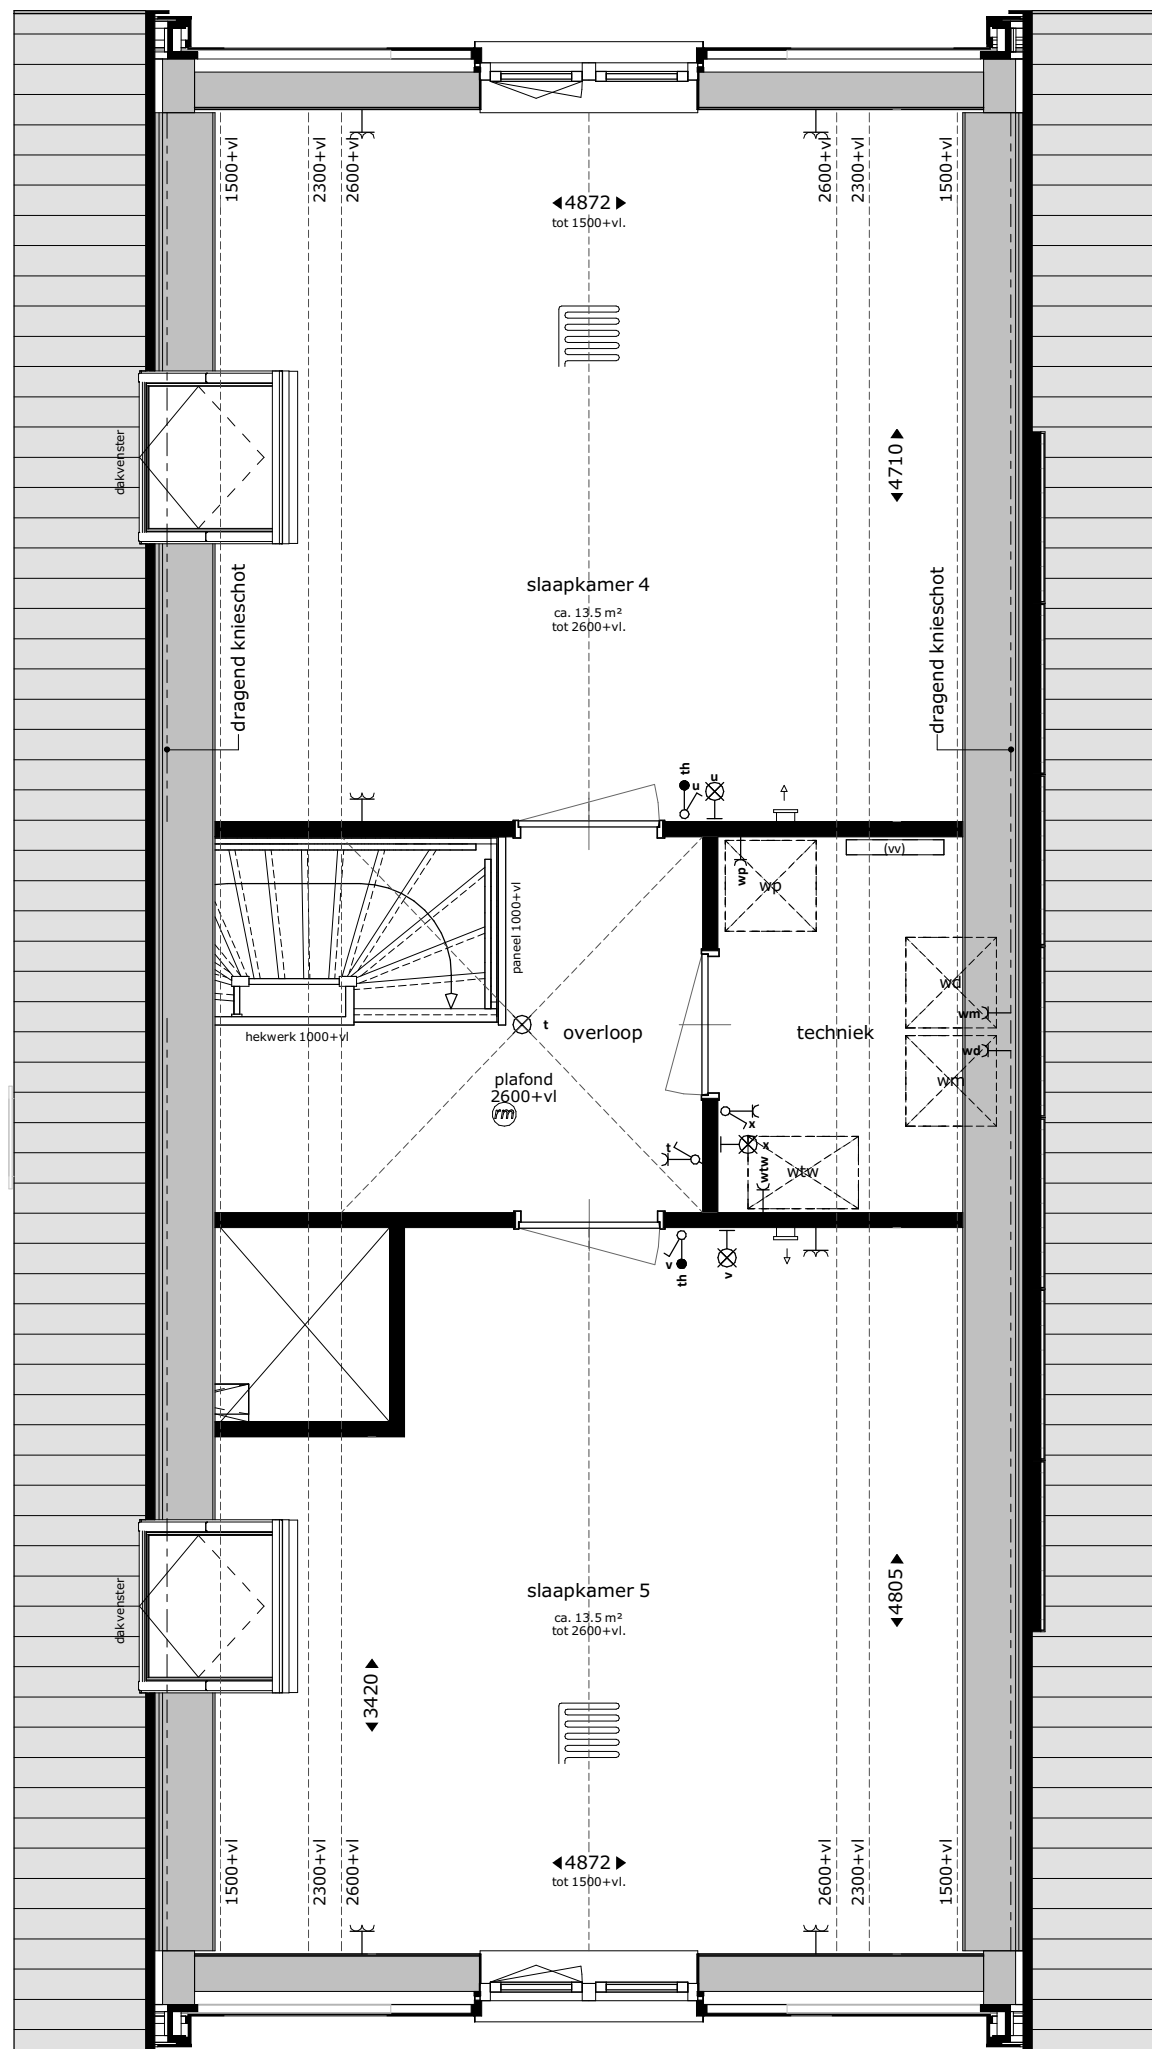 1500+vl
2300+vl
2600+vl
2600+vl
2300+vl
1500+vl
4872
tot 1500+vl.
dakvenster
4710
slaapkamer 4
ca. 13.5 m²
tot 2600+vl.
dragend knieschot
dragend knieschot
th
u
u
(vv)
wp
wp
paneel 1000+vl
wd
wm
hekwerk 1000+vl
t
overloop
techniek
wd
wm
plafond
2600+vl
rm
x
x
t
wtw
wtw
v
th
v
slaapkamer 5
ca. 13.5 m²
tot 2600+vl.
dakvenster
4805
3420
4872
tot 1500+vl.
1500+vl
2300+vl
2600+vl
2600+vl
2300+vl
1500+vl